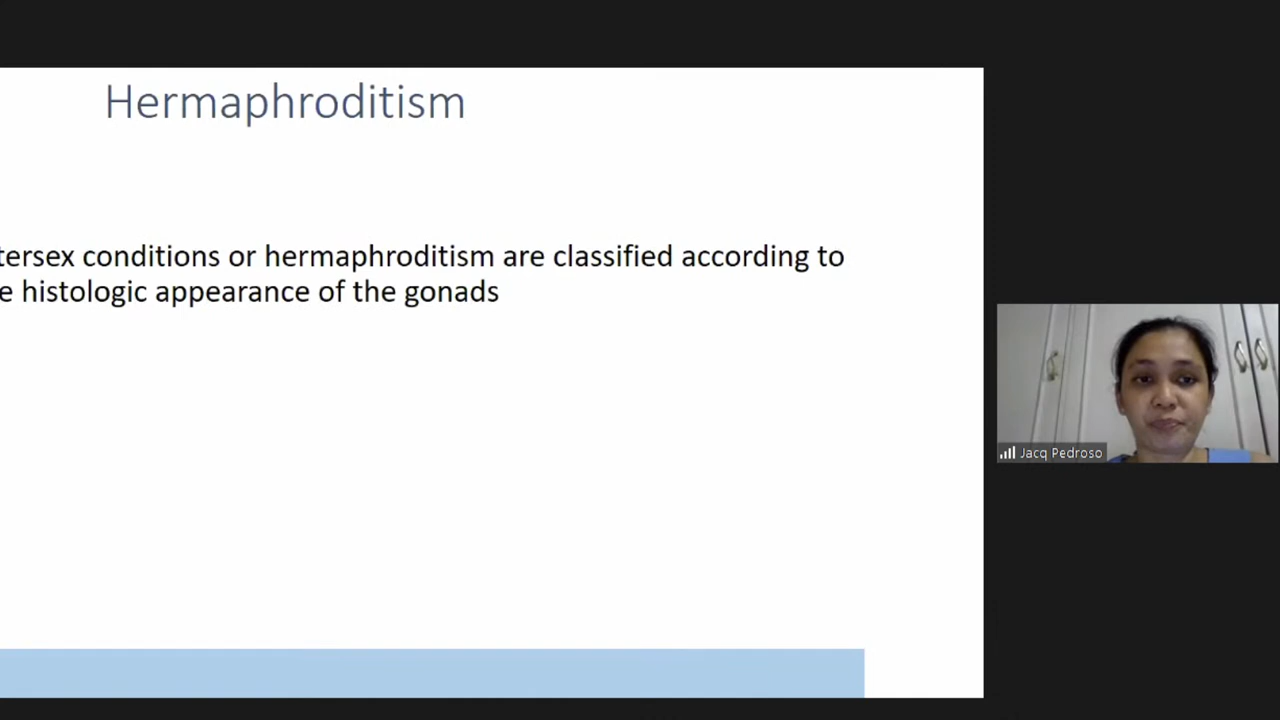 Hermaphroditism
tersex conditions or hermaphroditism are classified according to
e histologic appearance of the gonads
Jacq Pedroso